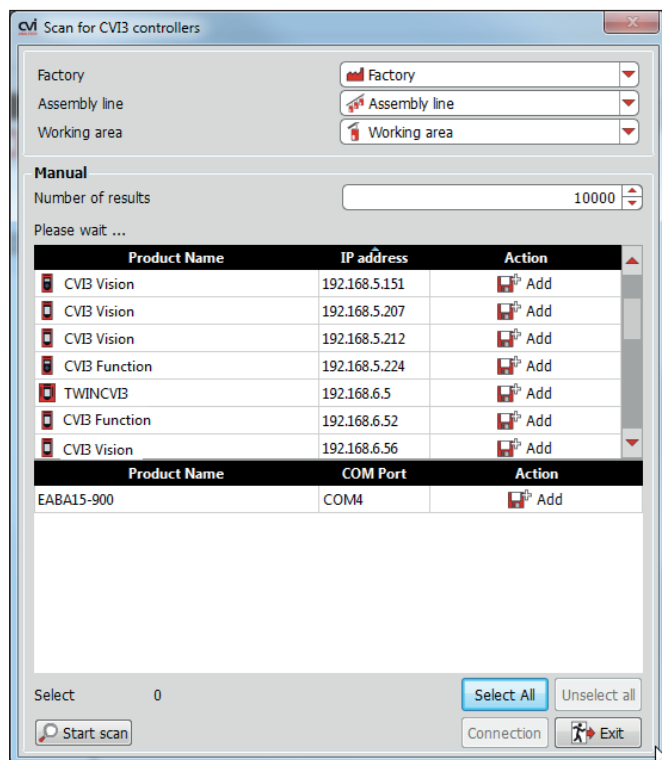 cvi Scan for CVI3 controllers
Factory Factory
Assembly line Assembly line
Working area Working area
Manual
Number of results 10000
Please wait ...
Product Name IP address Action
CVI3 Vision 192.168.5.151 Add
CVI3 Vision 192.168.5.207 Add
CVI3 Vision 192.168.5.212 Add
CVI3 Function 192.168.5.224 Add
TWINCVI3 192.168.6.5 Add
CVI3 Function 192.168.6.52 Add
CVI3 Vision 192.168.6.56 Add
Product Name COM Port Action
EABA15-900 COM4 Add
Select 0 Select All Unselect all
Start scan Connection Exit